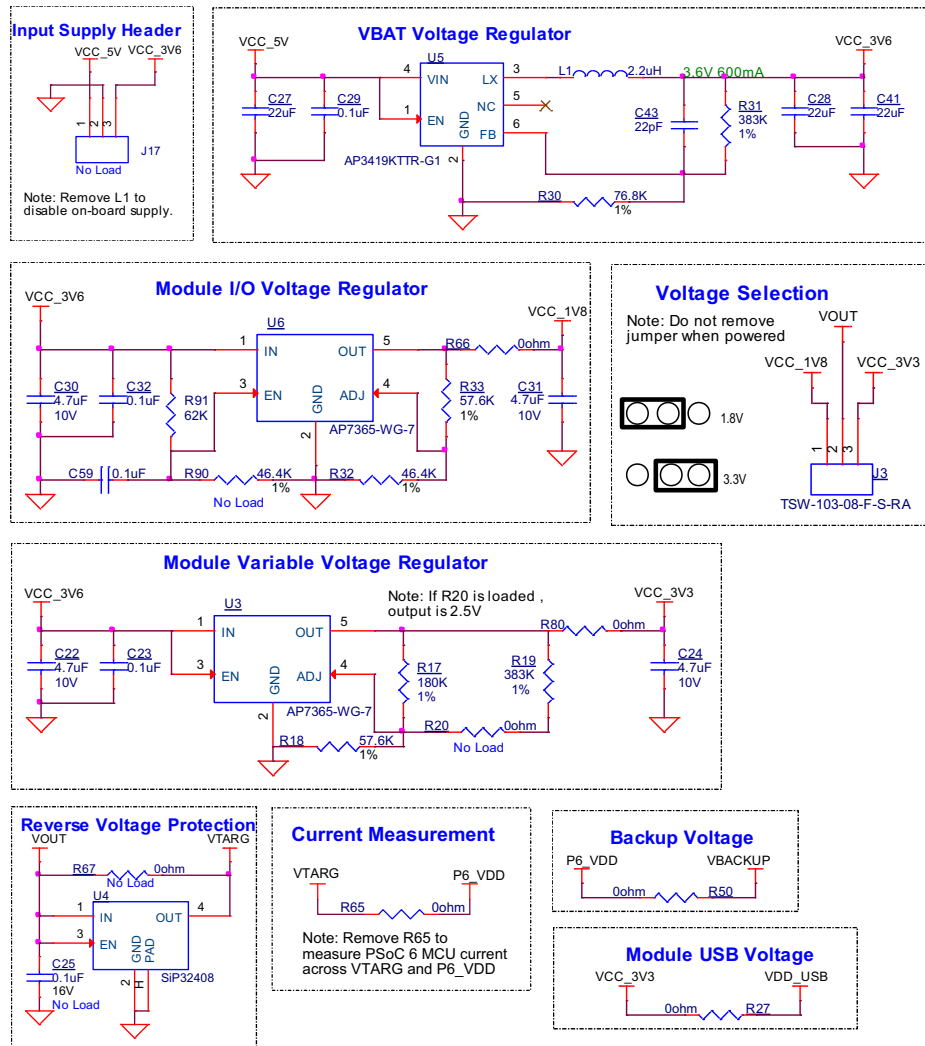 Input Supply Header
VCC_5V
VCC_3V6
1
2
3
J17
No Load
Note: Remove L1 to
disable on-board supply.
VBAT Voltage Regulator
VCC_5V
U5
VCC_3V6
4
VIN
LX
3
L1
2.2uH
3.6V 600mA
C27
22uF
C29
0.1uF
1
EN
GND
NC
5
FB
6
C43
22pF
R31
383K
1%
C28
22uF
C41
22uF
2
AP3419KTTR-G1
R30
76.8K
1%
Module I/O Voltage Regulator
VCC_3V6
U6
VCC_1V8
1
IN
OUT
5
R66
0ohm
C30
4.7uF
10V
C32
0.1uF
R91
62K
3
EN
GND
ADJ
4
R33
57.6K
1%
C31
4.7uF
10V
2
AP7365-WG-7
C59
0.1uF
R90
46.4K
1%
No Load
R32
46.4K
1%
Voltage Selection
Note: Do not remove
jumper when powered
VOUT
VCC_1V8
VCC_3V3
1.8V
3.3V
1
2
3
J3
TSW-103-08-F-S-RA
Module Variable Voltage Regulator
VCC_3V6
U3
Note: If R20 is loaded ,
output is 2.5V
VCC_3V3
1
IN
OUT
5
R80
0ohm
C22
4.7uF
10V
C23
0.1uF
3
EN
GND
ADJ
4
R17
180K
1%
R19
383K
1%
C24
4.7uF
10V
2
AP7365-WG-7
R18
57.6K
1%
R20
0ohm
No Load
Reverse Voltage Protection
VOUT
VTARG
R67
0ohm
No Load
U4
1
IN
OUT
4
3
EN
GND
PAD
C25
0.1uF
16V
No Load
2
H
SiP32408
Current Measurement
VTARG
P6_VDD
R65
0ohm
Note: Remove R65 to
measure PSoC 6 MCU current
across VTARG and P6_VDD
Backup Voltage
P6_VDD
VBACKUP
0ohm
R50
Module USB Voltage
VCC_3V3
VDD_USB
0ohm
R27